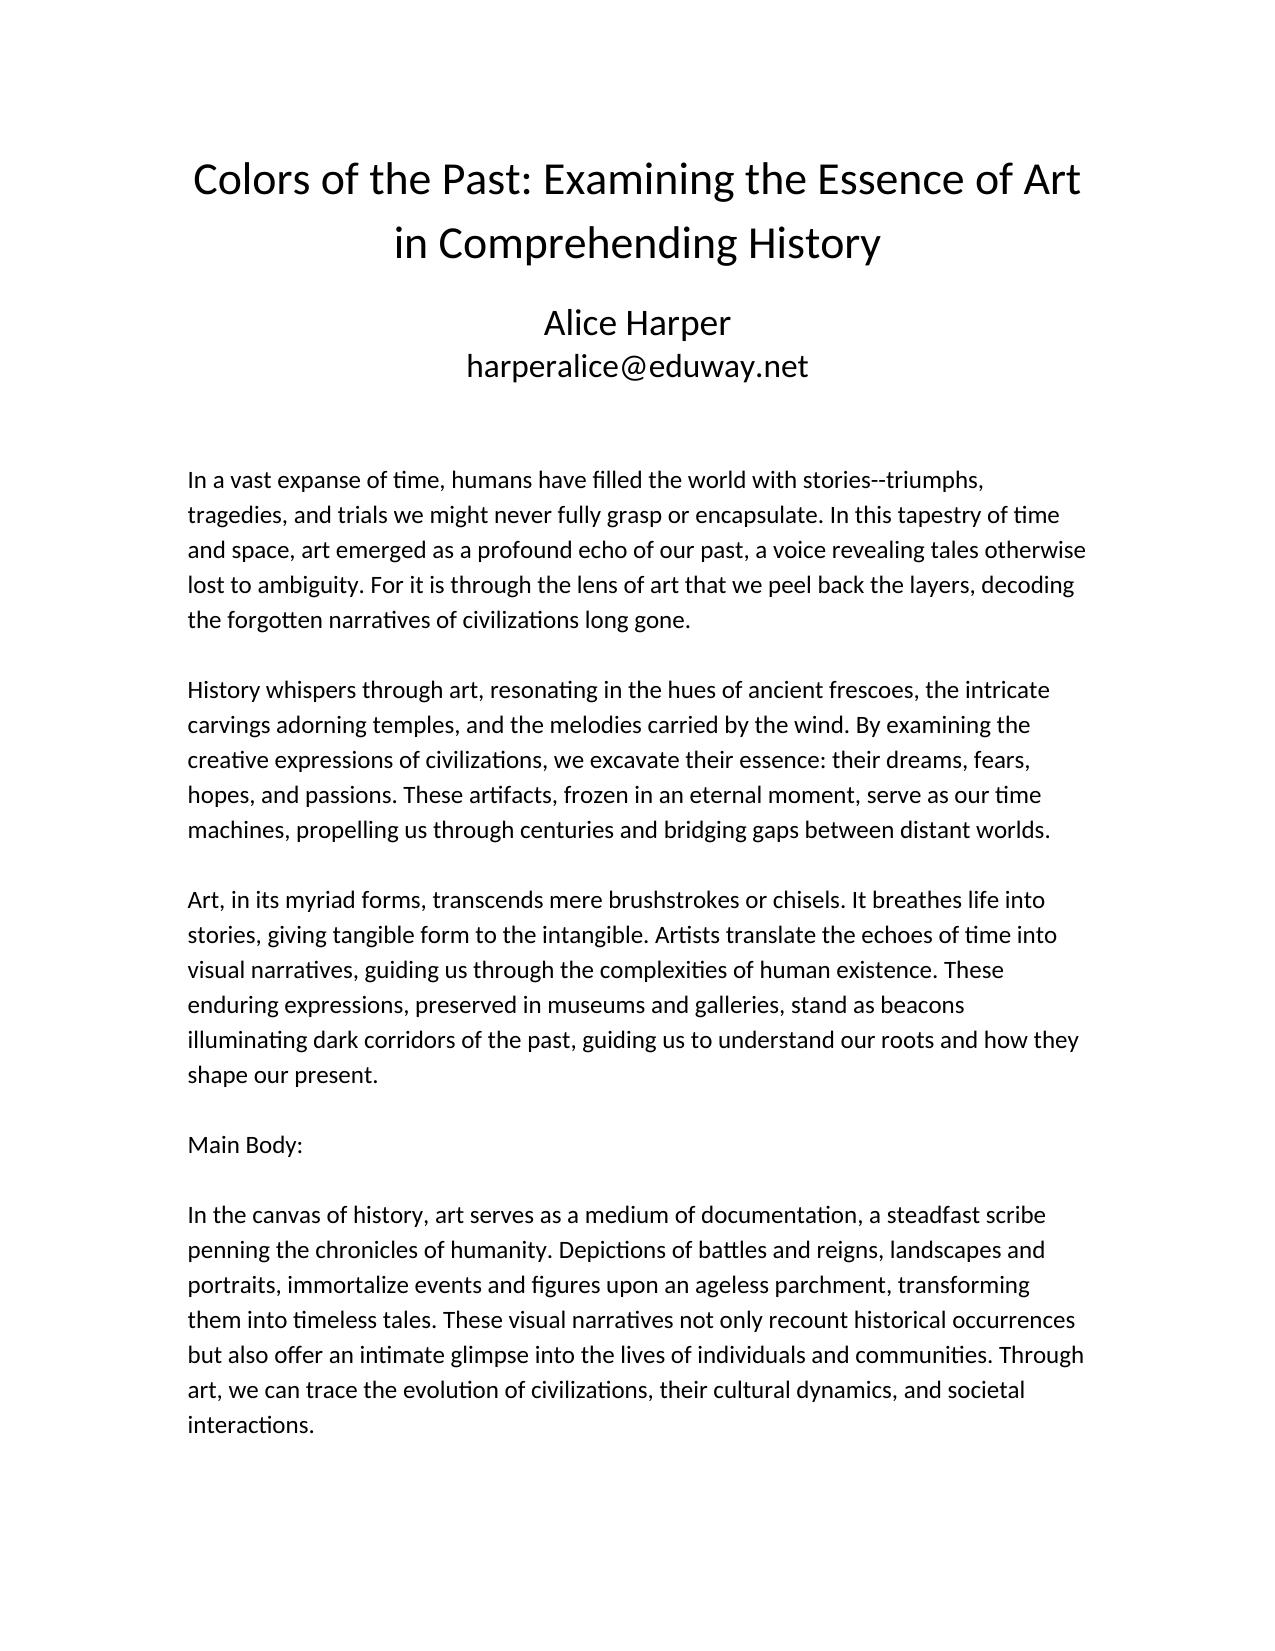 Colors of the Past: Examining the Essence of Art
in Comprehending History
Alice Harper
harperalice@eduway.net
In a vast expanse of time, humans have filled the world with stories--triumphs,
tragedies, and trials we might never fully grasp or encapsulate. In this tapestry of time
and space, art emerged as a profound echo of our past, a voice revealing tales otherwise
lost to ambiguity. For it is through the lens of art that we peel back the layers, decoding
the forgotten narratives of civilizations long gone.
History whispers through art, resonating in the hues of ancient frescoes, the intricate
carvings adorning temples, and the melodies carried by the wind. By examining the
creative expressions of civilizations, we excavate their essence: their dreams, fears,
hopes, and passions. These artifacts, frozen in an eternal moment, serve as our time
machines, propelling us through centuries and bridging gaps between distant worlds.
Art, in its myriad forms, transcends mere brushstrokes or chisels. It breathes life into
stories, giving tangible form to the intangible. Artists translate the echoes of time into
visual narratives, guiding us through the complexities of human existence. These
enduring expressions, preserved in museums and galleries, stand as beacons
illuminating dark corridors of the past, guiding us to understand our roots and how they
shape our present.
Main Body:
In the canvas of history, art serves as a medium of documentation, a steadfast scribe
penning the chronicles of humanity. Depictions of battles and reigns, landscapes and
portraits, immortalize events and figures upon an ageless parchment, transforming
them into timeless tales. These visual narratives not only recount historical occurrences
but also offer an intimate glimpse into the lives of individuals and communities. Through
art, we can trace the evolution of civilizations, their cultural dynamics, and societal
interactions.